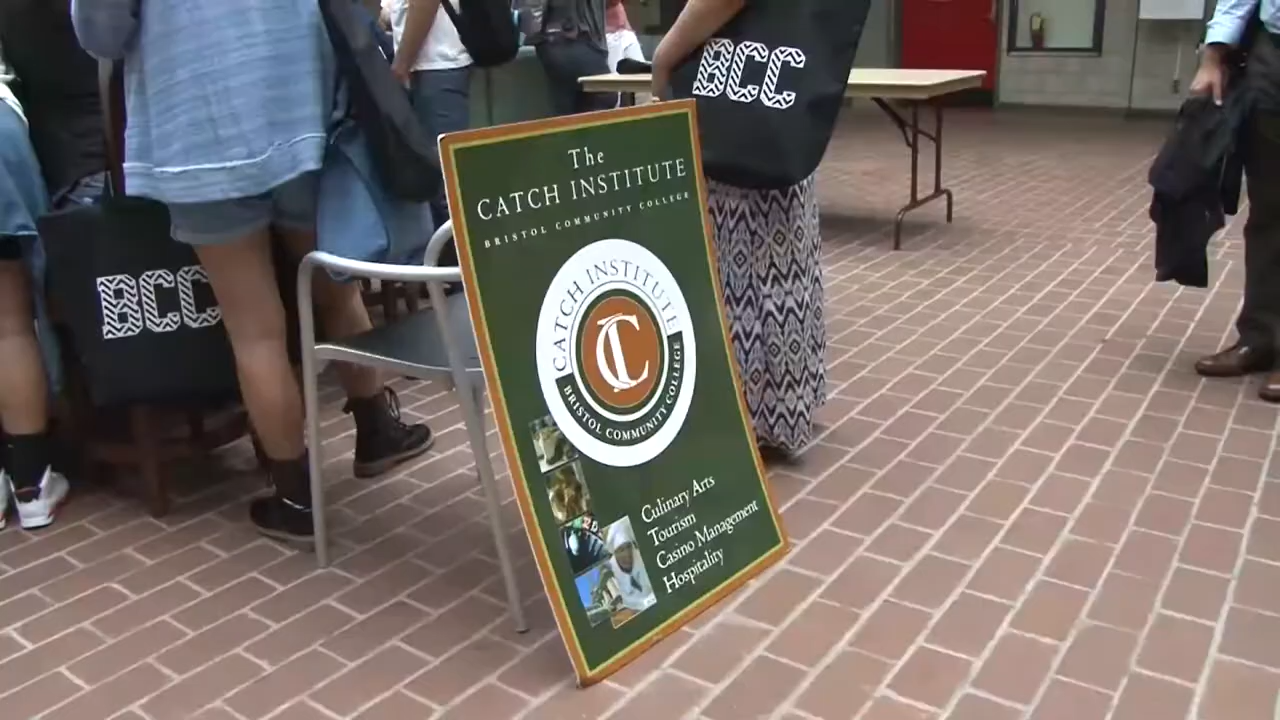 BCC
The
CATCH INSTITUTE
BRISTOL COMMUNITY COLLEGE
CATCH INSTITUTE
BRISTOL COMMUNITY COLLEGE
BCC
Culinary Arts
Tourism
Casino Management
Hospitality